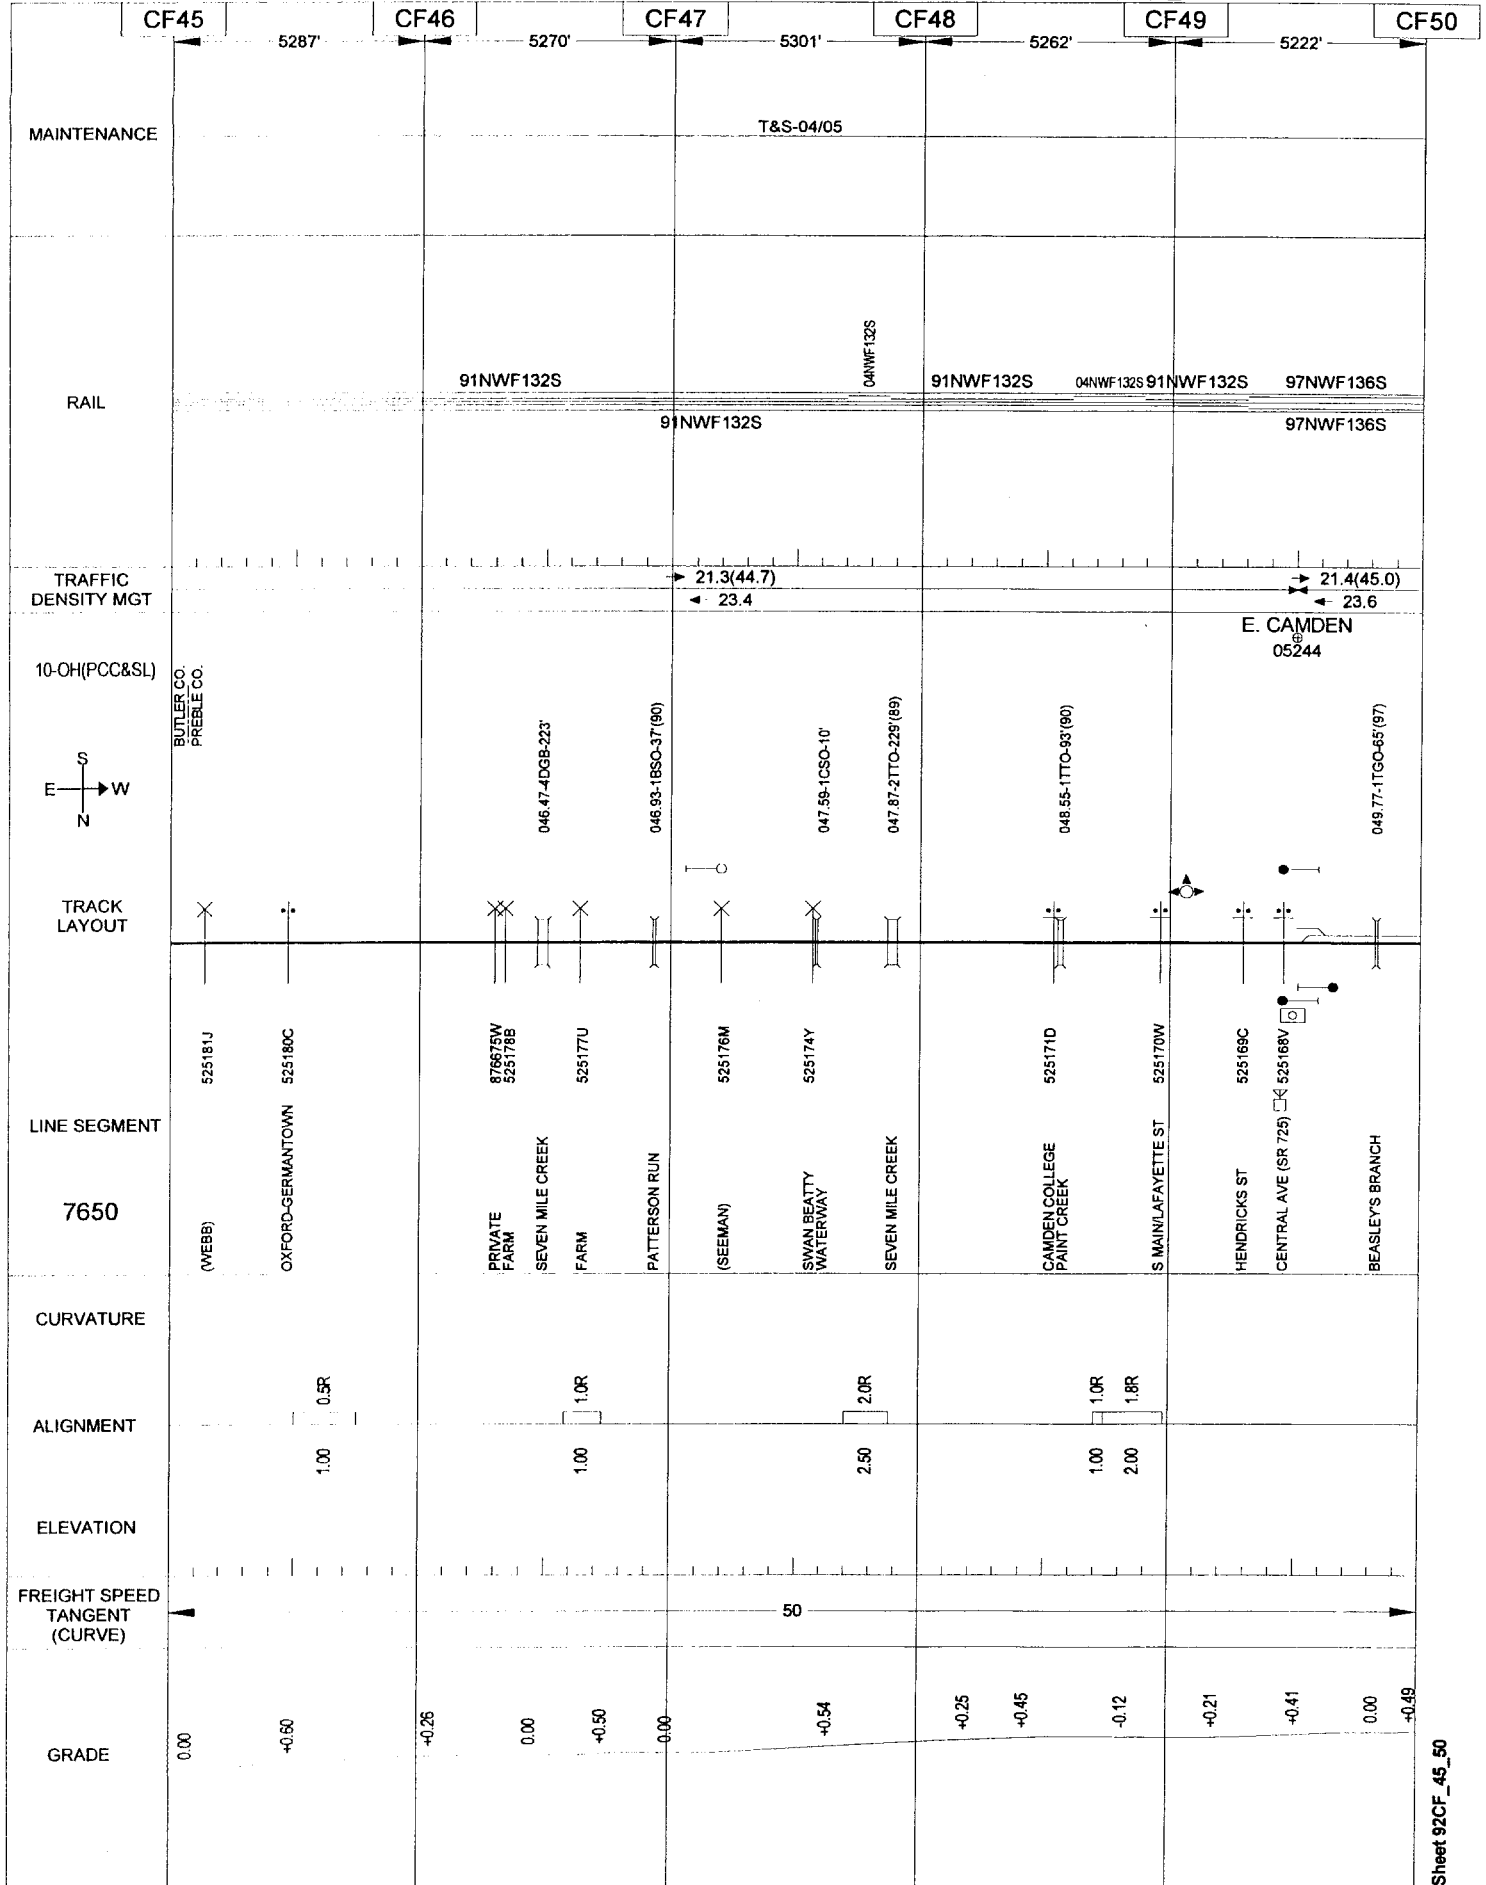 CF45 CF46 CF47 CF48 CF49 CF50
5287' 5270' 5301' 5262' 5222'
MAINTENANCE
T&S-04/05
RAIL
91NWF132S
04NWF132S
91NWF132S
04NWF132S
91NWF132S
97NWF136S
91NWF132S
97NWF136S
TRAFFIC
DENSITY MGT
21.3(44.7)
23.4
21.4(45.0)
23.6
E. CAMDEN
05244
10-OH(PCC&SL)
BUTLER CO.
PREBLE CO.
S
E W
N
046.47-4DGB-223'
046.93-1BSO-37'(90)
047.59-1CSO-10'
047.87-2TTO-229'(89)
048.55-1TTO-93'(90)
049.77-1TGO-65'(97)
TRACK
LAYOUT
525181J
525180C
876675W
525178B
525177U
525176M
525174Y
525171D
525170W
525169C
525168V
LINE SEGMENT
7650
(WEBB)
OXFORD-GERMANTOWN
PRIVATE
FARM
SEVEN MILE CREEK
FARM
PATTERSON RUN
(SEEMAN)
SWAN BEATTY
WATERWAY
SEVEN MILE CREEK
CAMDEN COLLEGE
PAINT CREEK
S MAIN/LAFAYETTE ST
HENDRICKS ST
CENTRAL AVE (SR 725)
BEASLEY'S BRANCH
CURVATURE
0.5R
1.0R
2.0R
1.0R
1.8R
ALIGNMENT
1.00
1.00
2.50
1.00
2.00
ELEVATION
FREIGHT SPEED
TANGENT
(CURVE)
50
GRADE
0.00
+0.60
+0.26
0.00
+0.50
0.00
+0.54
+0.25
+0.45
-0.12
+0.21
+0.41
0.00
+0.49
Sheet 92CF_45_50